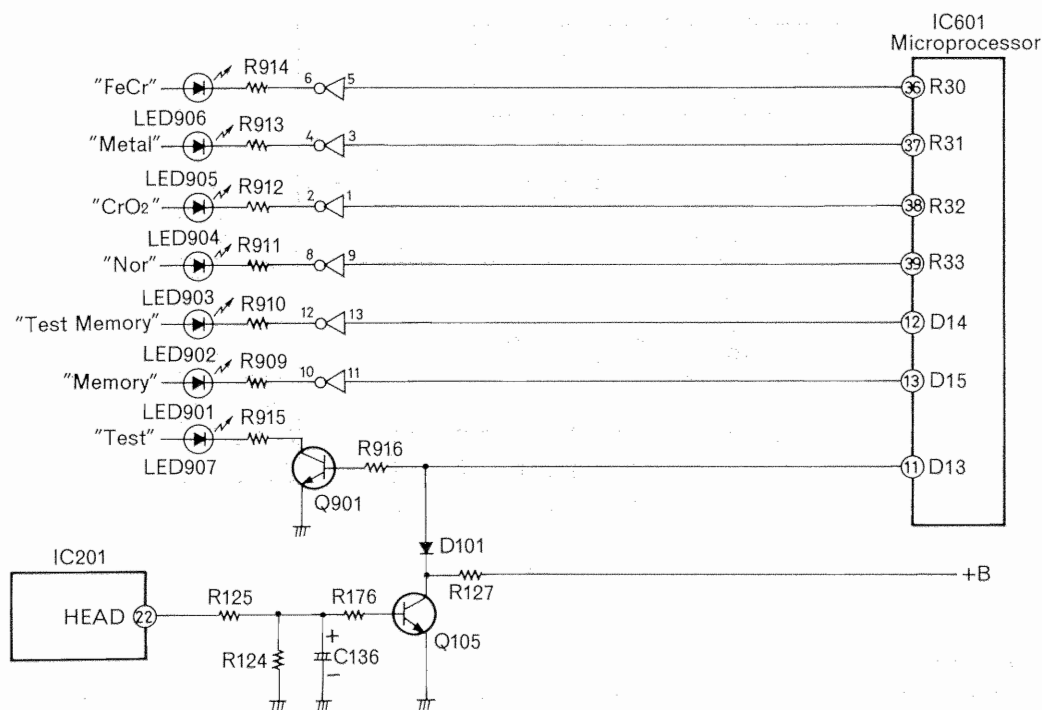 IC601
Microprocessor
"FeCr"
R914
6
5
36
R30
LED906
R913
"Metal"
4
3
37
R31
LED905
R912
"CrO₂"
2
1
38
R32
LED904
R911
"Nor"
8
9
39
R33
LED903
R910
"Test Memory"
12
13
12
D14
LED902
R909
"Memory"
10
11
13
D15
LED901
R915
"Test"
LED907
R916
11
D13
Q901
D101
IC201
+B
R127
HEAD
22
R125
R176
Q105
R124
+
C136
−